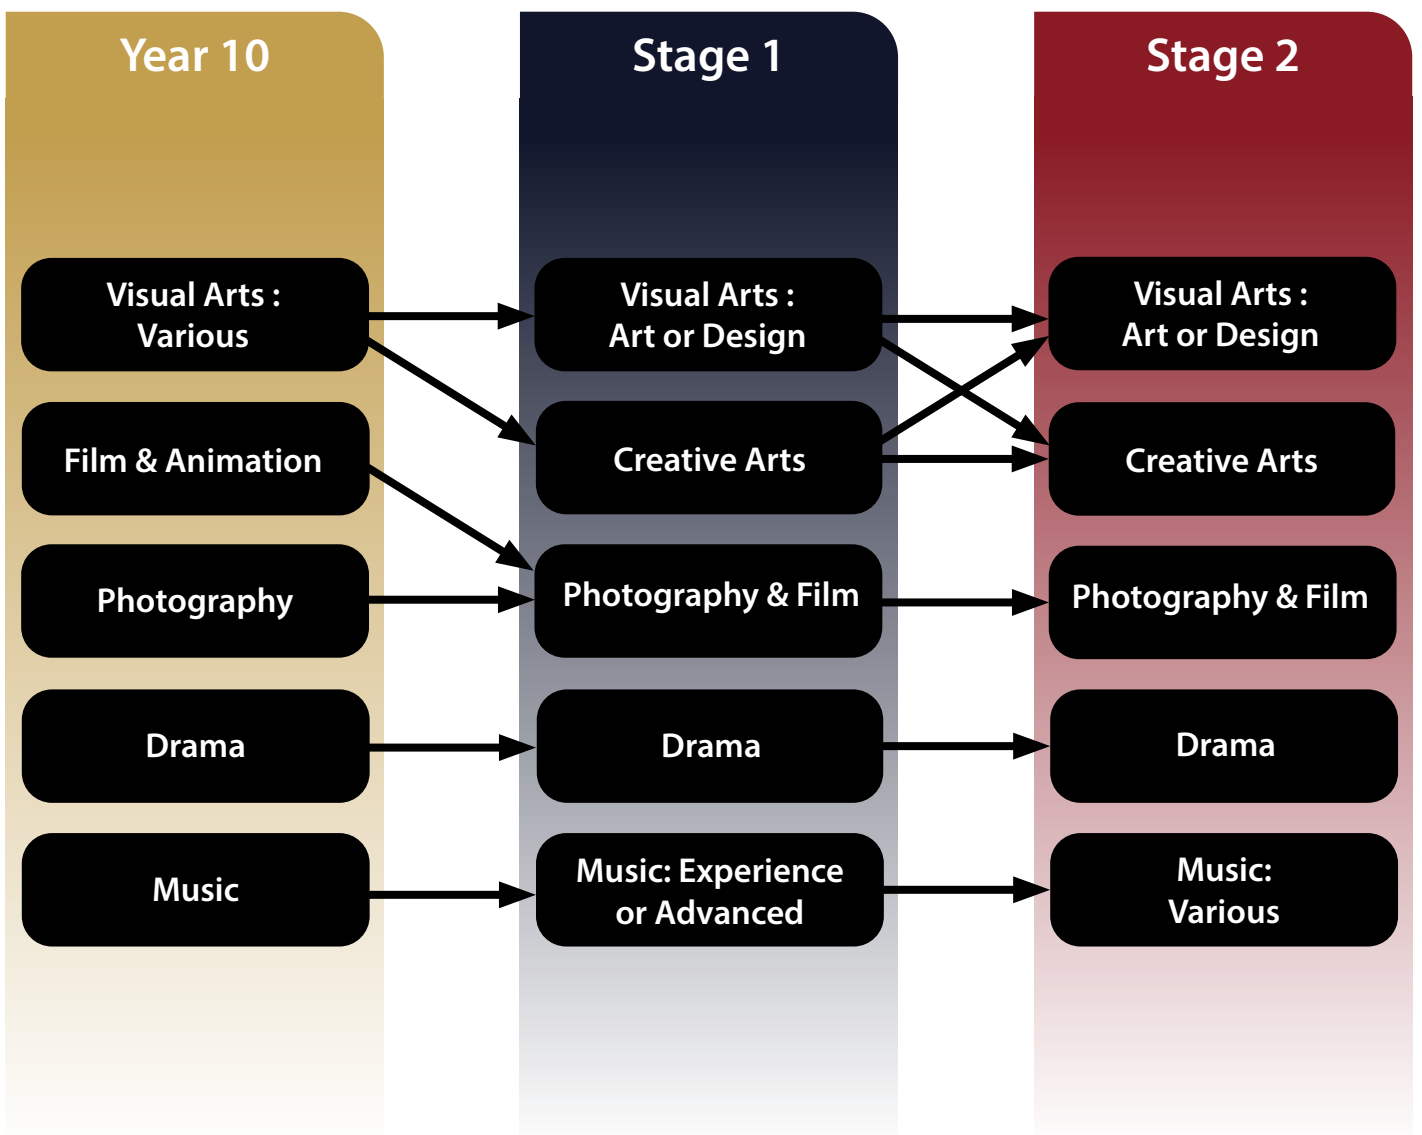 Year 10
Stage 1
Stage 2
Visual Arts :
Various
Visual Arts :
Art or Design
Visual Arts :
Art or Design
Film & Animation
Creative Arts
Creative Arts
Photography
Photography & Film
Photography & Film
Drama
Drama
Drama
Music
Music: Experience
or Advanced
Music:
Various